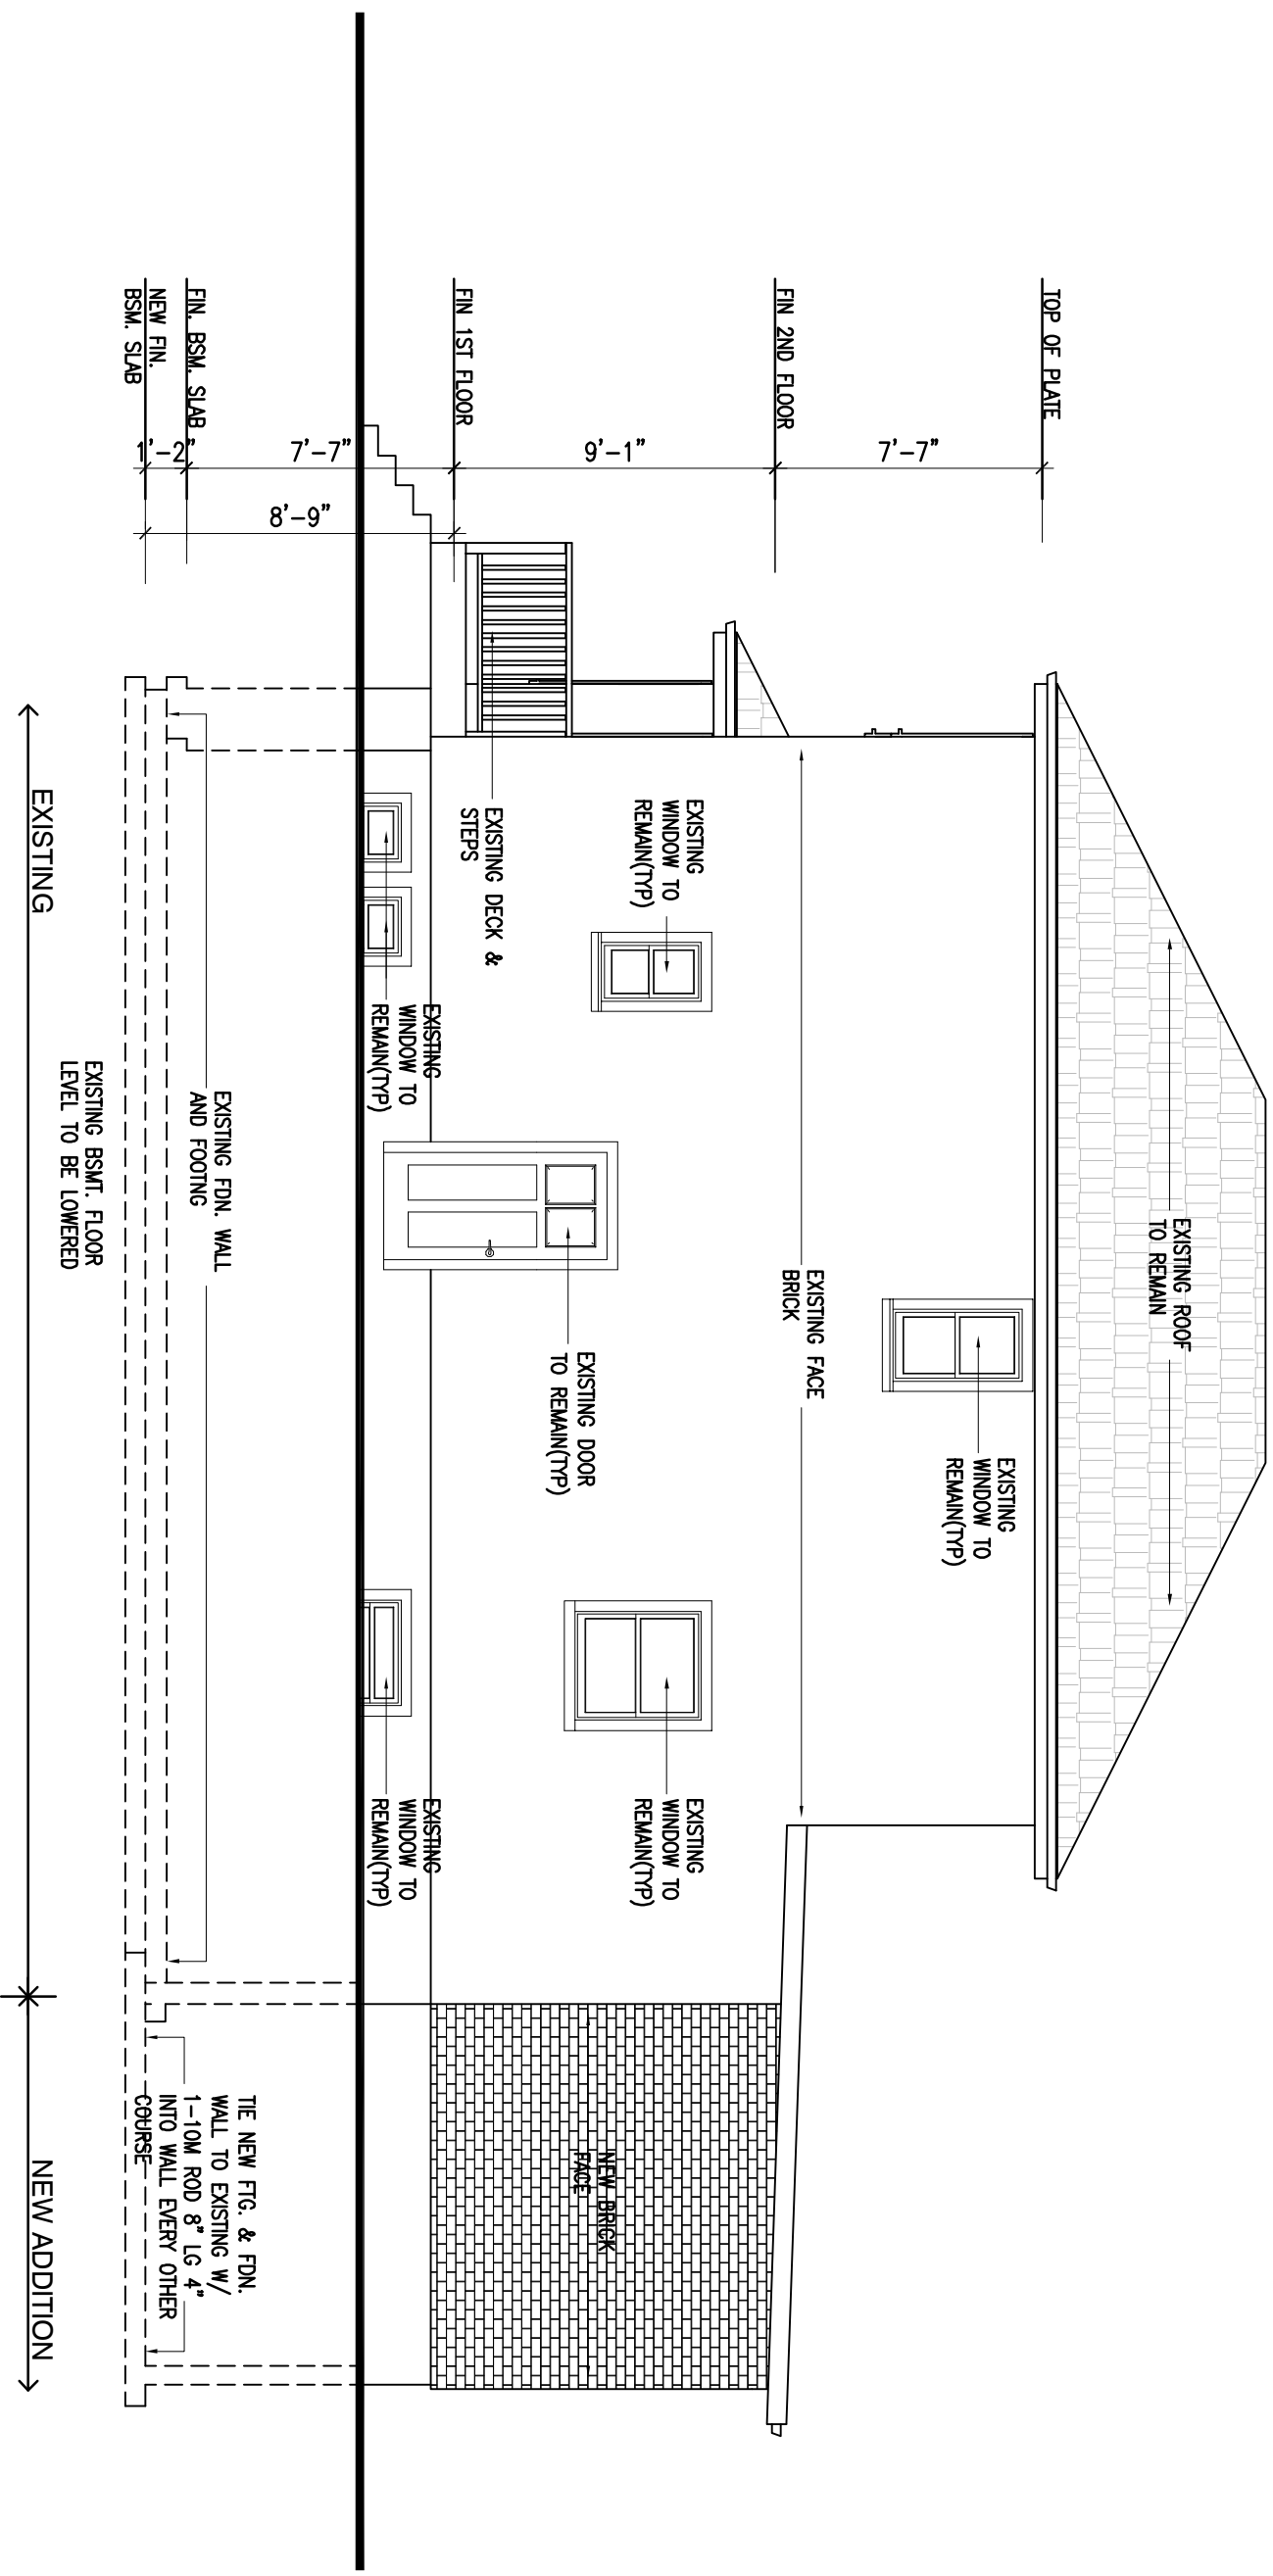 EXISTING ROOF
TO REMAIN
TOP OF PLATE
7'-7"
EXISTING
WINDOW TO
REMAIN(TYP)
FIN 2ND FLOOR
EXISTING FACE
BRICK
9'-1"
EXISTING
WINDOW TO
REMAIN(TYP)
EXISTING
WINDOW TO
REMAIN(TYP)
NEW BRICK
FACE
EXISTING DOOR
TO REMAIN(TYP)
EXISTING DECK &
STEPS
FIN 1ST FLOOR
EXISTING
WINDOW TO
REMAIN(TYP)
EXISTING
WINDOW TO
REMAIN(TYP)
7'-7"
8'-9"
FIN. BSM. SLAB
1'-2"
NEW FIN.
BSM. SLAB
EXISTING FDN. WALL
AND FOOTNG
TIE NEW FTG. & FDN.
WALL TO EXISTING W/
1-10M ROD 8" LG 4"
INTO WALL EVERY OTHER
COURSE
EXISTING BSMT. FLOOR
LEVEL TO BE LOWERED
EXISTING
NEW ADDITION